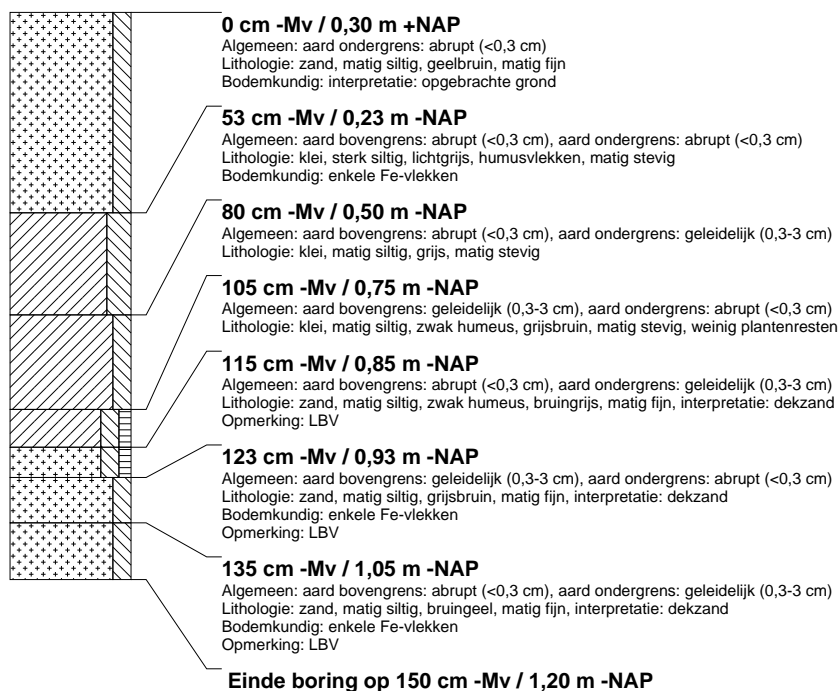 0 cm -Mv / 0,30 m +NAP
Algemeen: aard ondergrens: abrupt (<0,3 cm)
Lithologie: zand, matig siltig, geelbruin, matig fijn
Bodemkundig: interpretatie: opgebrachte grond
53 cm -Mv / 0,23 m -NAP
Algemeen: aard bovengrens: abrupt (<0,3 cm), aard ondergrens: abrupt (<0,3 cm)
Lithologie: klei, sterk siltig, lichtgrijs, humusvlekken, matig stevig
Bodemkundig: enkele Fe-vlekken
80 cm -Mv / 0,50 m -NAP
Algemeen: aard bovengrens: abrupt (<0,3 cm), aard ondergrens: geleidelijk (0,3-3 cm)
Lithologie: klei, matig siltig, grijs, matig stevig
105 cm -Mv / 0,75 m -NAP
Algemeen: aard bovengrens: geleidelijk (0,3-3 cm), aard ondergrens: abrupt (<0,3 cm)
Lithologie: klei, matig siltig, zwak humeus, grijsbruin, matig stevig, weinig plantenresten
115 cm -Mv / 0,85 m -NAP
Algemeen: aard bovengrens: abrupt (<0,3 cm), aard ondergrens: geleidelijk (0,3-3 cm)
Lithologie: zand, matig siltig, zwak humeus, bruingrijs, matig fijn, interpretatie: dekzand
Opmerking: LBV
123 cm -Mv / 0,93 m -NAP
Algemeen: aard bovengrens: geleidelijk (0,3-3 cm), aard ondergrens: abrupt (<0,3 cm)
Lithologie: zand, matig siltig, grijsbruin, matig fijn, interpretatie: dekzand
Bodemkundig: enkele Fe-vlekken
Opmerking: LBV
135 cm -Mv / 1,05 m -NAP
Algemeen: aard bovengrens: abrupt (<0,3 cm), aard ondergrens: geleidelijk (0,3-3 cm)
Lithologie: zand, matig siltig, bruingeel, matig fijn, interpretatie: dekzand
Bodemkundig: enkele Fe-vlekken
Opmerking: LBV
Einde boring op 150 cm -Mv / 1,20 m -NAP